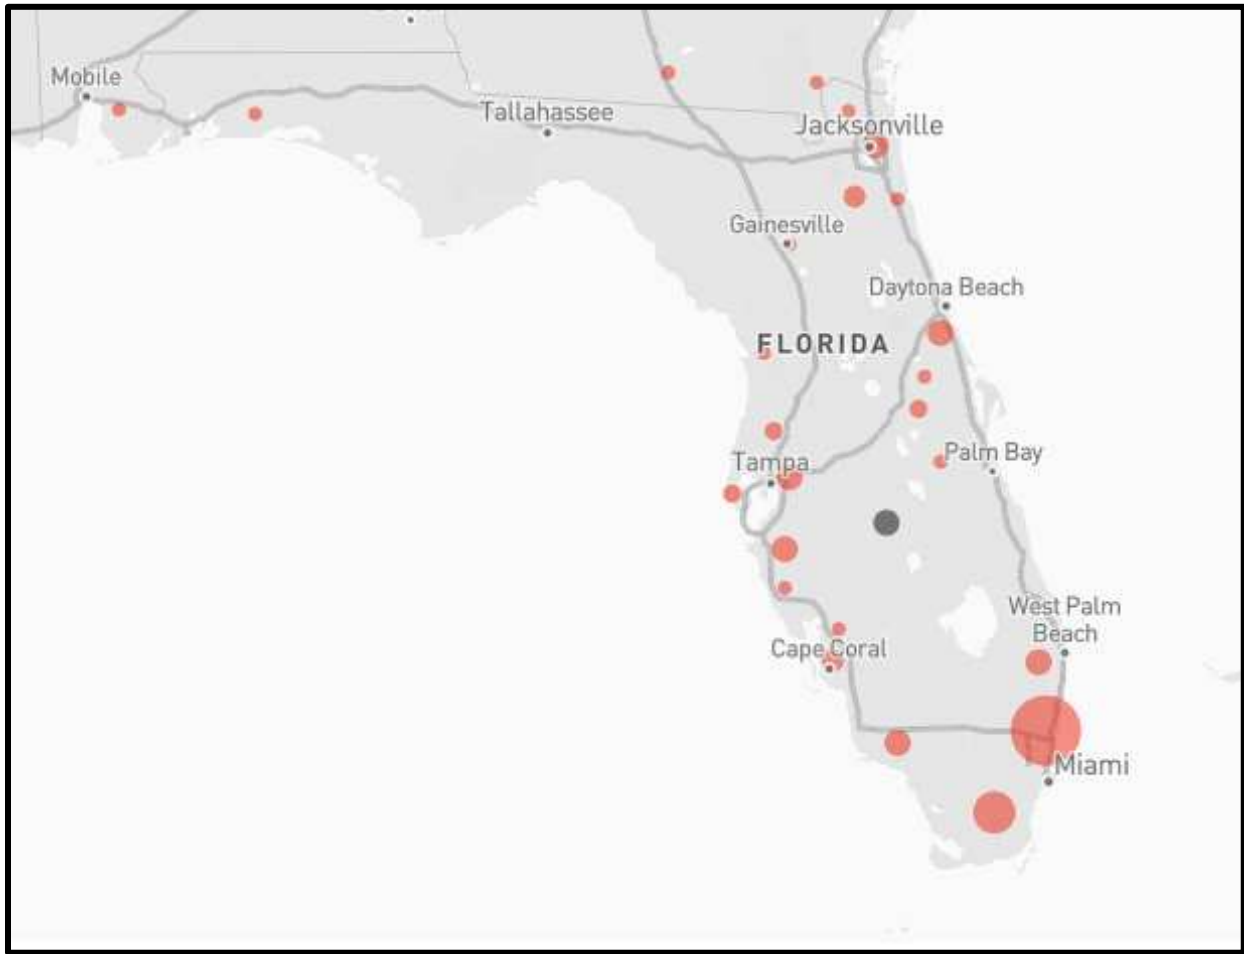 Mobile
Tallahassee
Jacksonville
Gainesville
Daytona Beach
FLORIDA
Palm Bay
Tampa
West Palm
Beach
Cape Coral
Miami